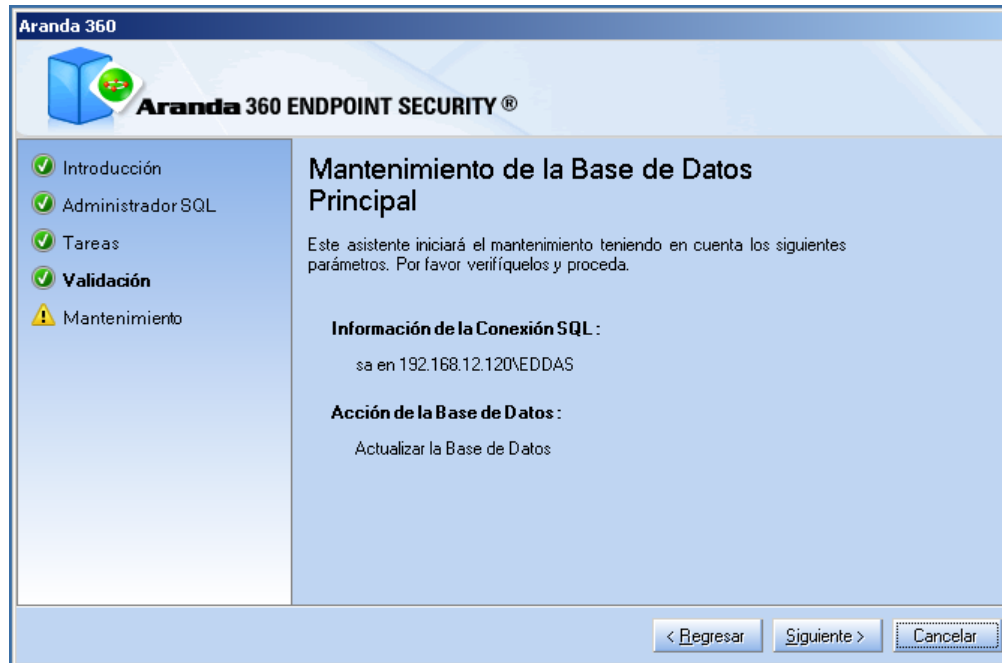 Aranda 360
Aranda 360 ENDPOINT SECURITY ®
Introducción
Administrador SQL
Tareas
Validación
Mantenimiento
Mantenimiento de la Base de Datos
Principal
Este asistente iniciará el mantenimiento teniendo en cuenta los siguientes
parámetros. Por favor verifíquelos y proceda.
Información de la Conexión SQL :
sa en 192.168.12.120\EDDAS
Acción de la Base de Datos :
Actualizar la Base de Datos
< Regresar
Siguiente >
Cancelar